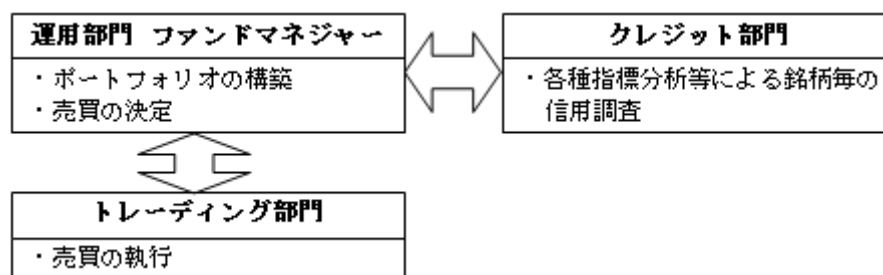 運用部門 ファンドマネジャー
・ポートフォリオの構築
・売買の決定
クレジット部門
・各種指標分析等による銘柄毎の
信用調査
トレーディング部門
・売買の執行